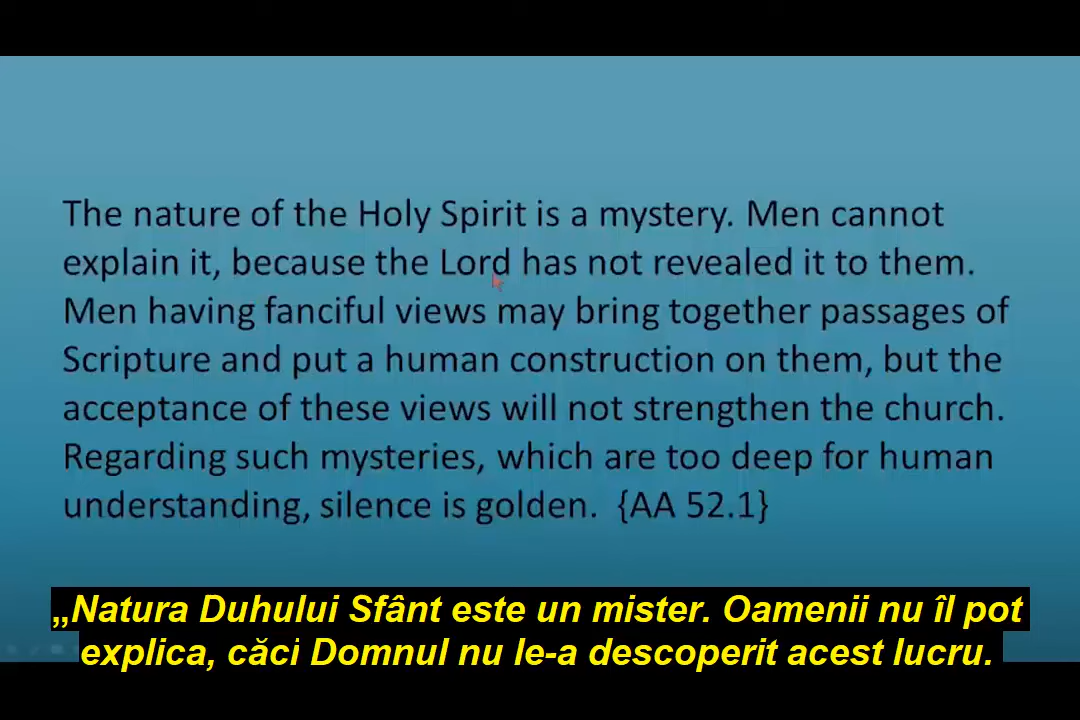 The nature of the Holy Spirit is a mystery. Men cannot
explain it, because the Lord has not revealed it to them.
Men having fanciful views may bring together passages of
Scripture and put a human construction on them, but the
acceptance of these views will not strengthen the church.
Regarding such mysteries, which are too deep for human
understanding, silence is golden.  {AA 52.1}
„Natura Duhului Sfânt este un mister. Oamenii nu îl pot
explica, căci Domnul nu le-a descoperit acest lucru.